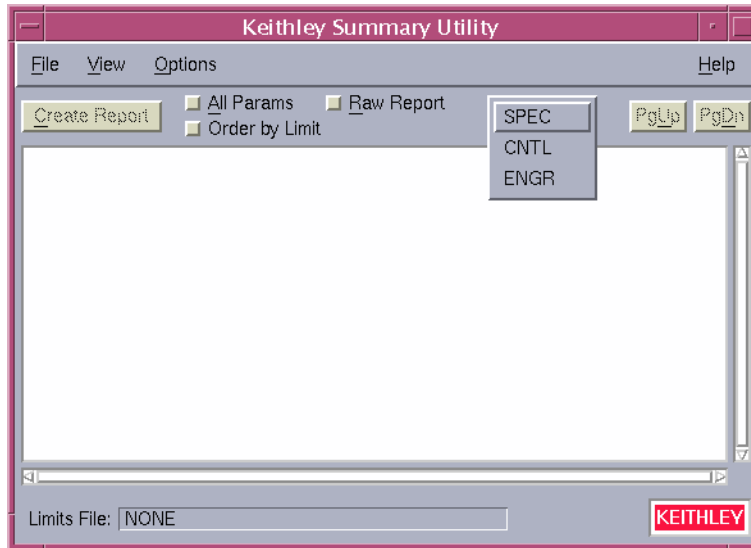 Keithley Summary Utility
File View Options Help
Create Report All Params Raw Report SPEC PgUp PgDn
Order by Limit
CNTL
ENGR
Limits File: NONE
KEITHLEY